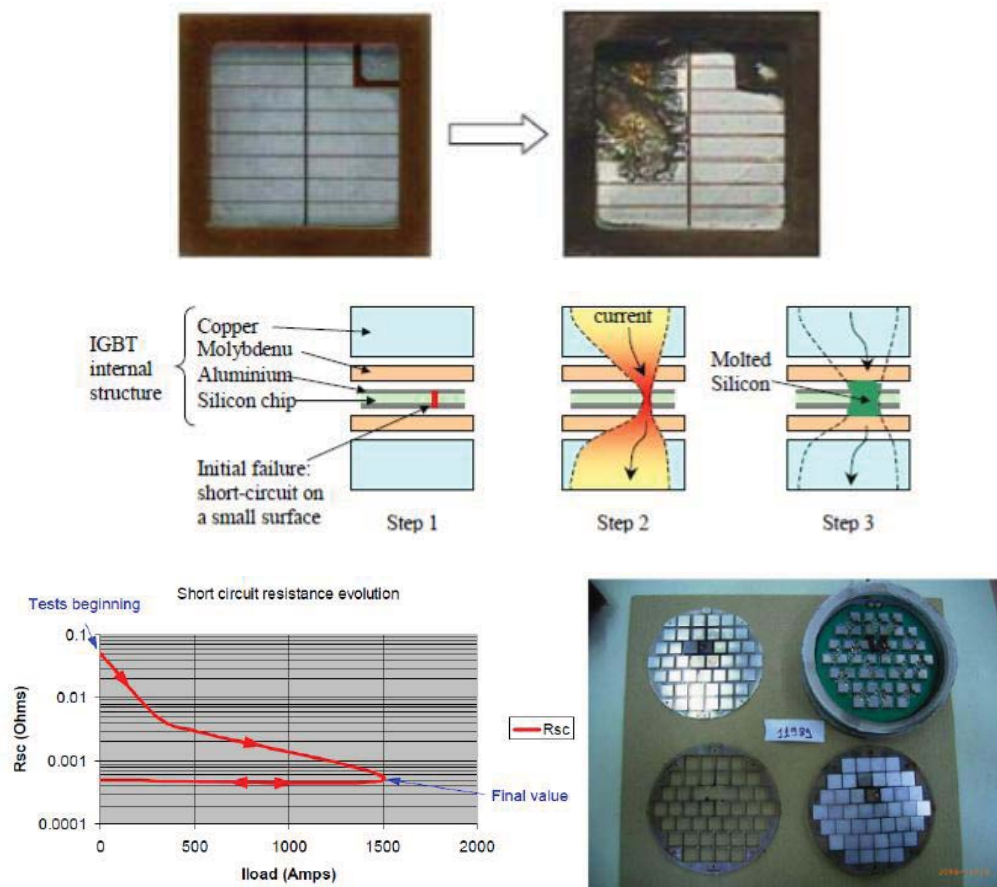 IGBT
internal
structure
Copper
Molybdenu
Aluminium
Silicon chip
Initial failure:
short-circuit on
a small surface
Step 1
current
Step 2
Molted
Silicon
Step 3
Short circuit resistance evolution
Tests beginning
Rsc (Ohms)
0.1
0.01
0.001
0.0001
0
500
1000
1500
2000
Iload (Amps)
Rsc
Final value
11989